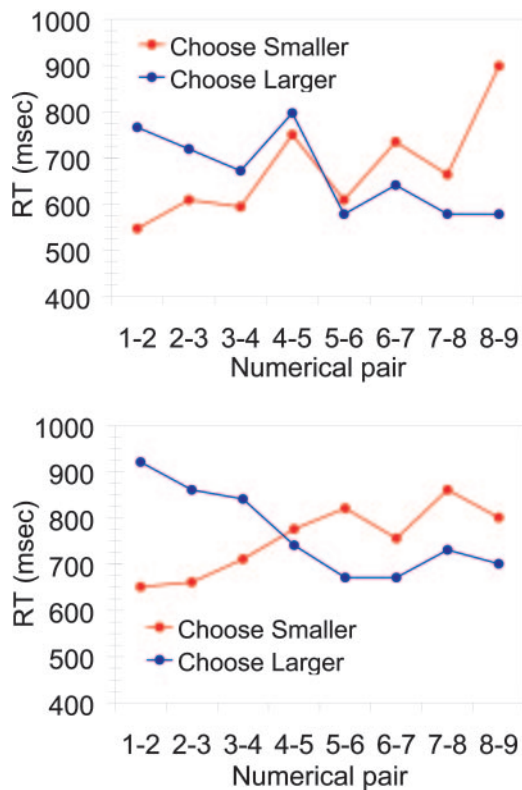 1000
900
800
700
600
500
400
RT (msec)
Choose Smaller
Choose Larger
1-2 2-3 3-4 4-5 5-6 6-7 7-8 8-9
Numerical pair
1000
900
800
700
600
500
400
RT (msec)
Choose Smaller
Choose Larger
1-2 2-3 3-4 4-5 5-6 6-7 7-8 8-9
Numerical pair